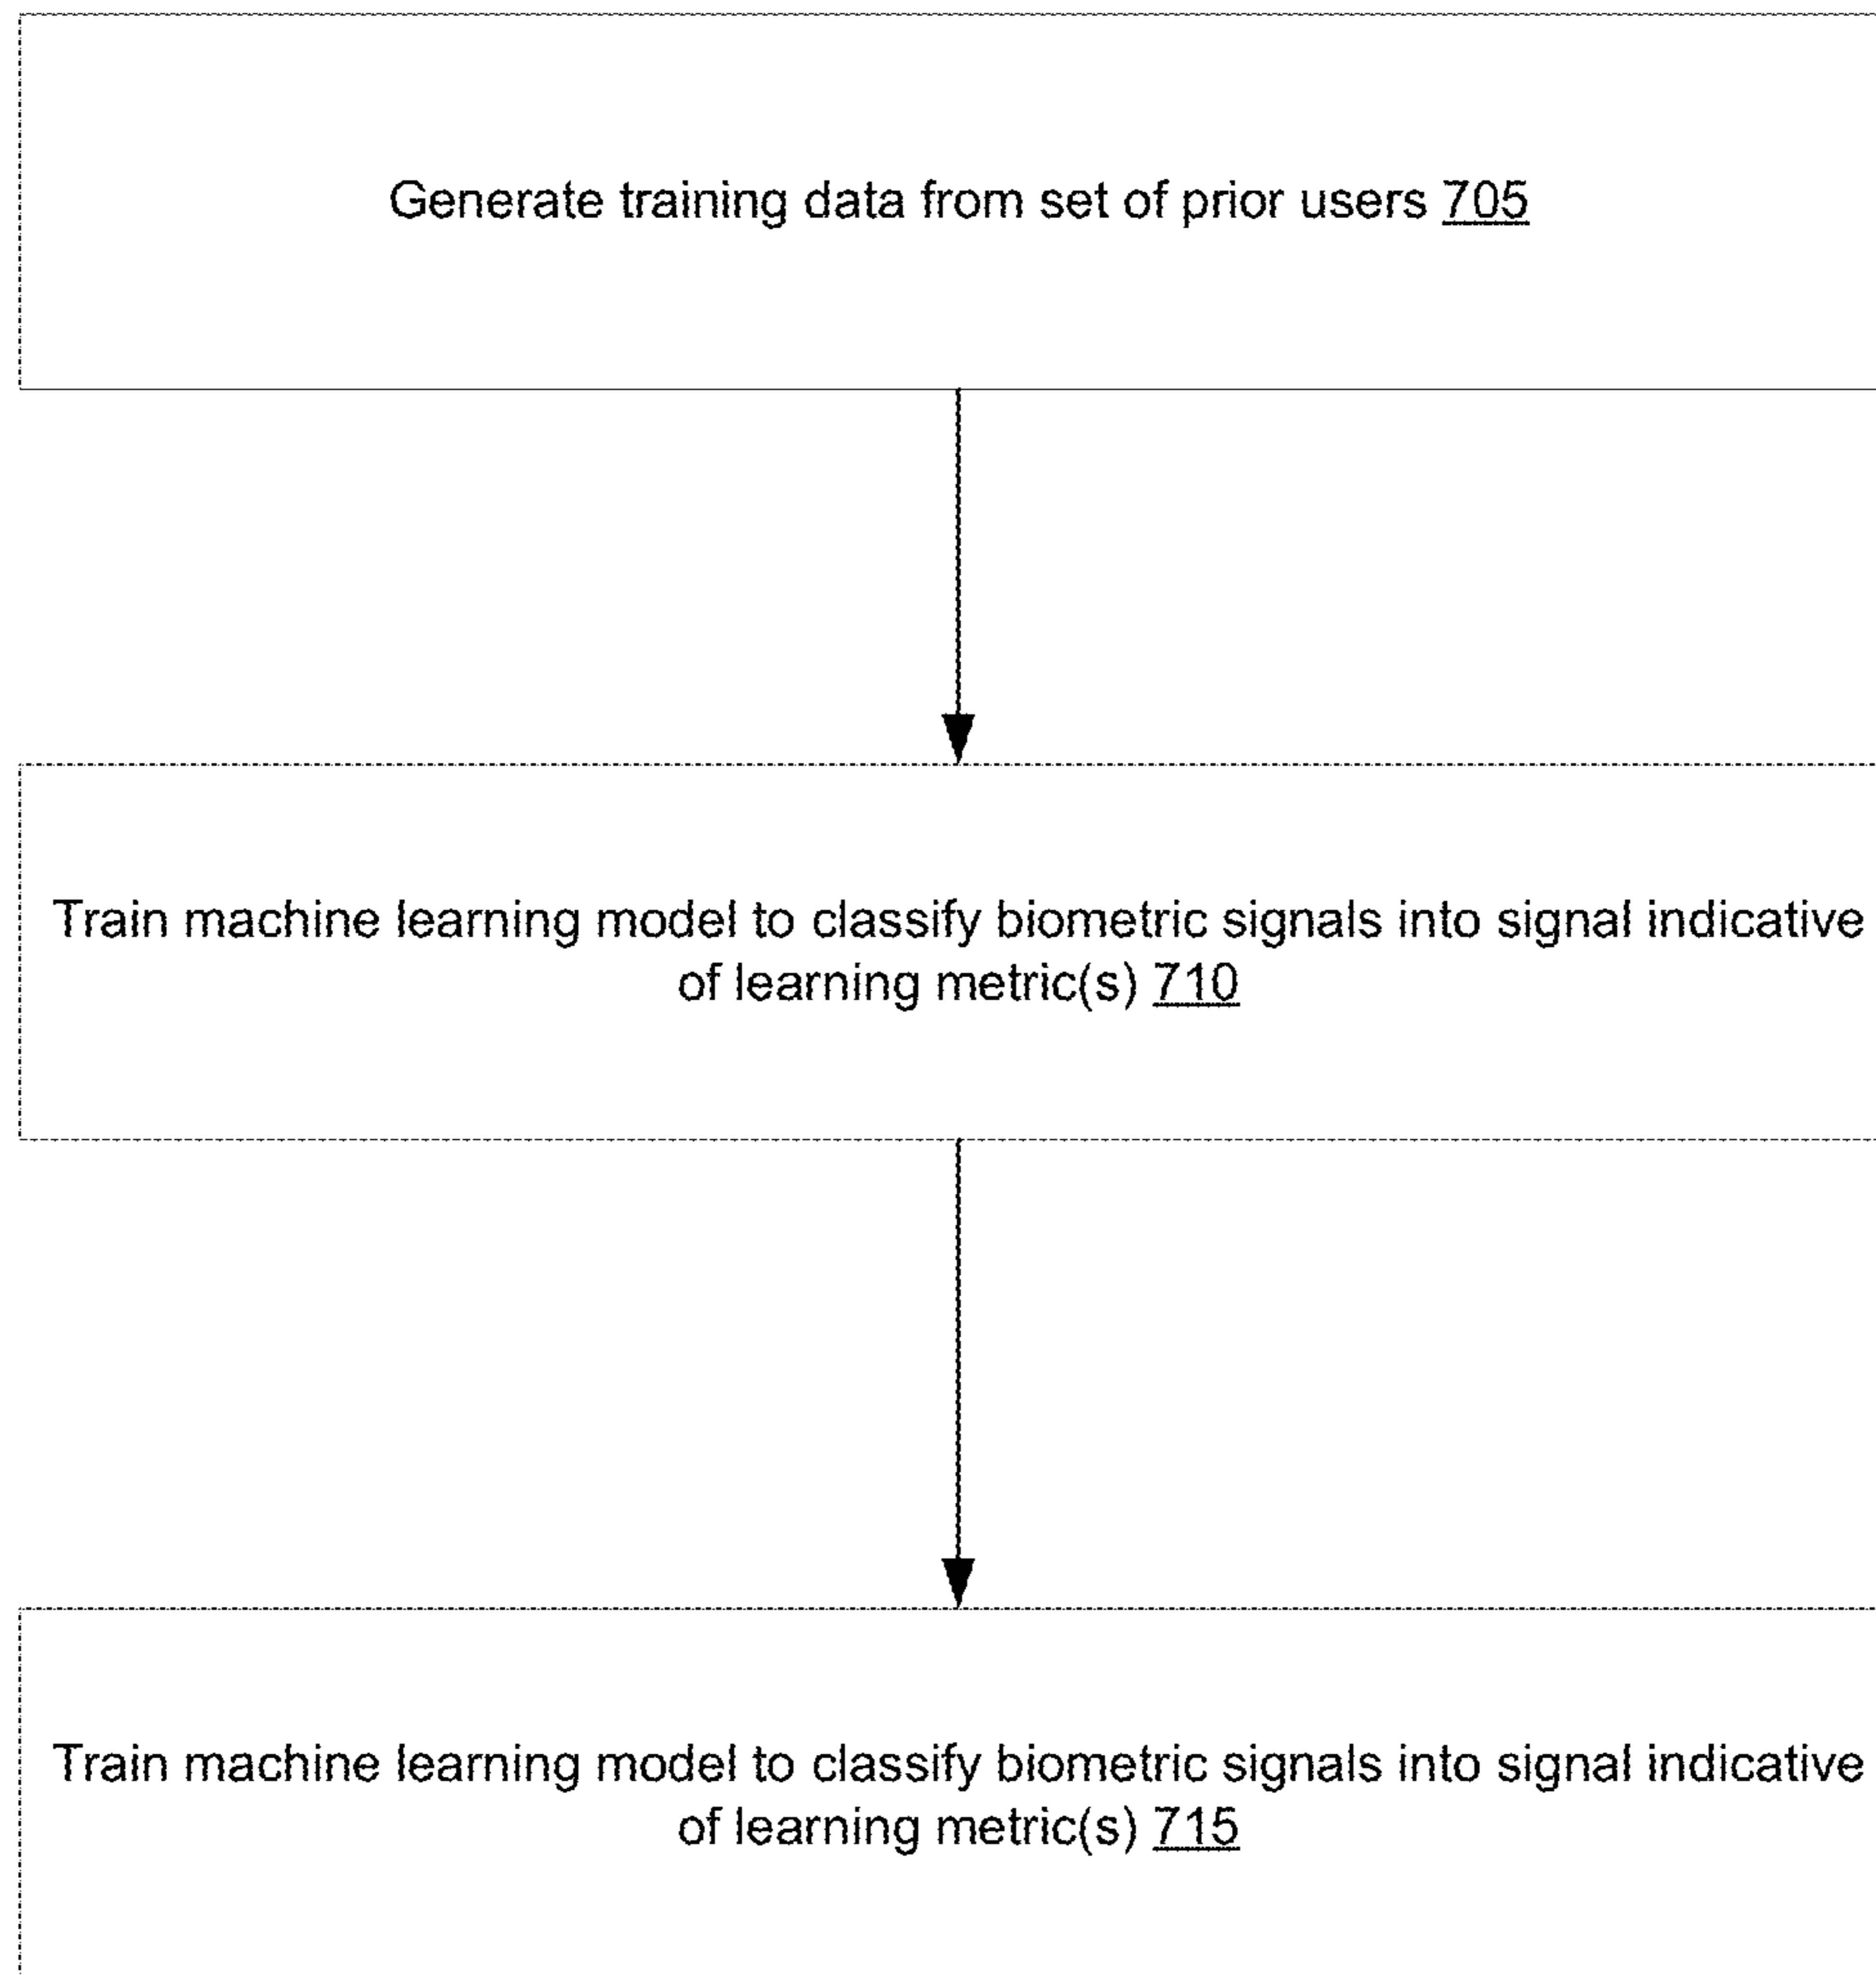 Generate training data from set of prior users 705
Train machine learning model to classify biometric signals into signal indicative
of learning metric(s) 710
Train machine learning model to classify biometric signals into signal indicative
of learning metric(s) 715